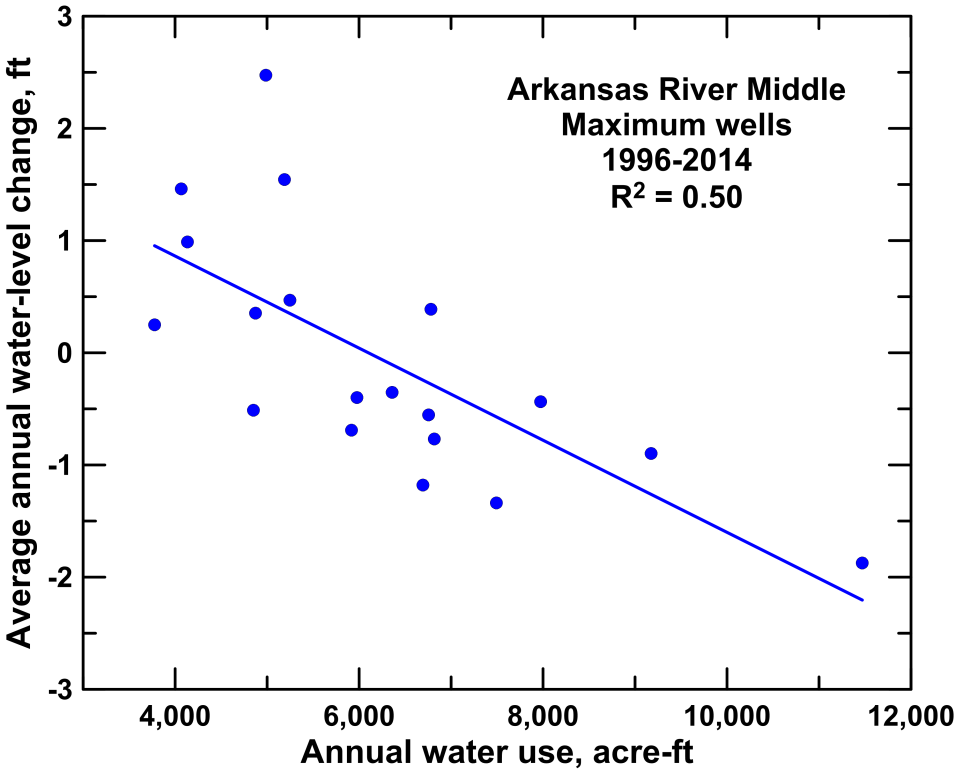 Arkansas River Middle
Maximum wells
1996-2014
R² = 0.50
Average annual water-level change, ft
3
2
1
0
-1
-2
-3
4,000 6,000 8,000 10,000 12,000
Annual water use, acre-ft